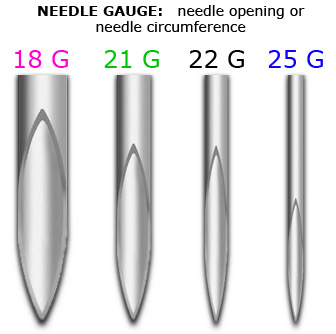 NEEDLE GAUGE: needle opening or
needle circumference
18 G 21 G 22 G 25 G